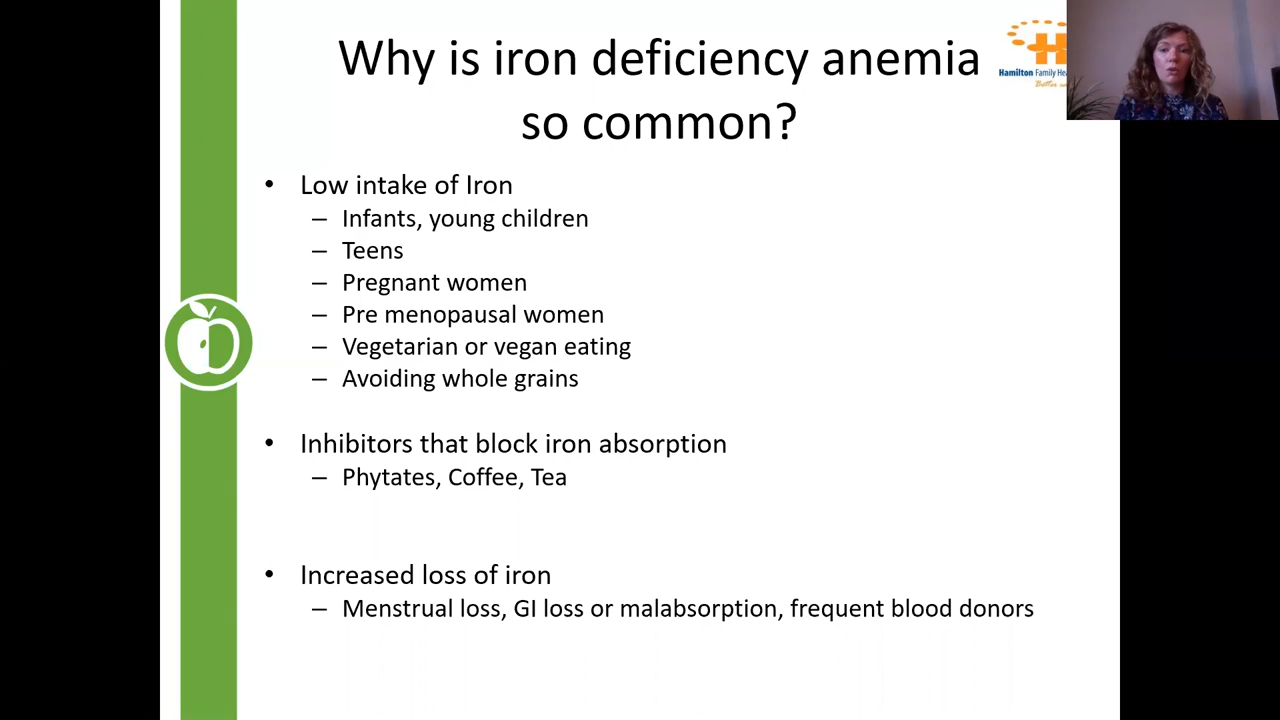 Why is iron deficiency anemia
so common?
Hamilton Family
Better
• Low intake of Iron
– Infants, young children
– Teens
– Pregnant women
– Pre menopausal women
– Vegetarian or vegan eating
– Avoiding whole grains
• Inhibitors that block iron absorption
– Phytates, Coffee, Tea
• Increased loss of iron
– Menstrual loss, GI loss or malabsorption, frequent blood donors